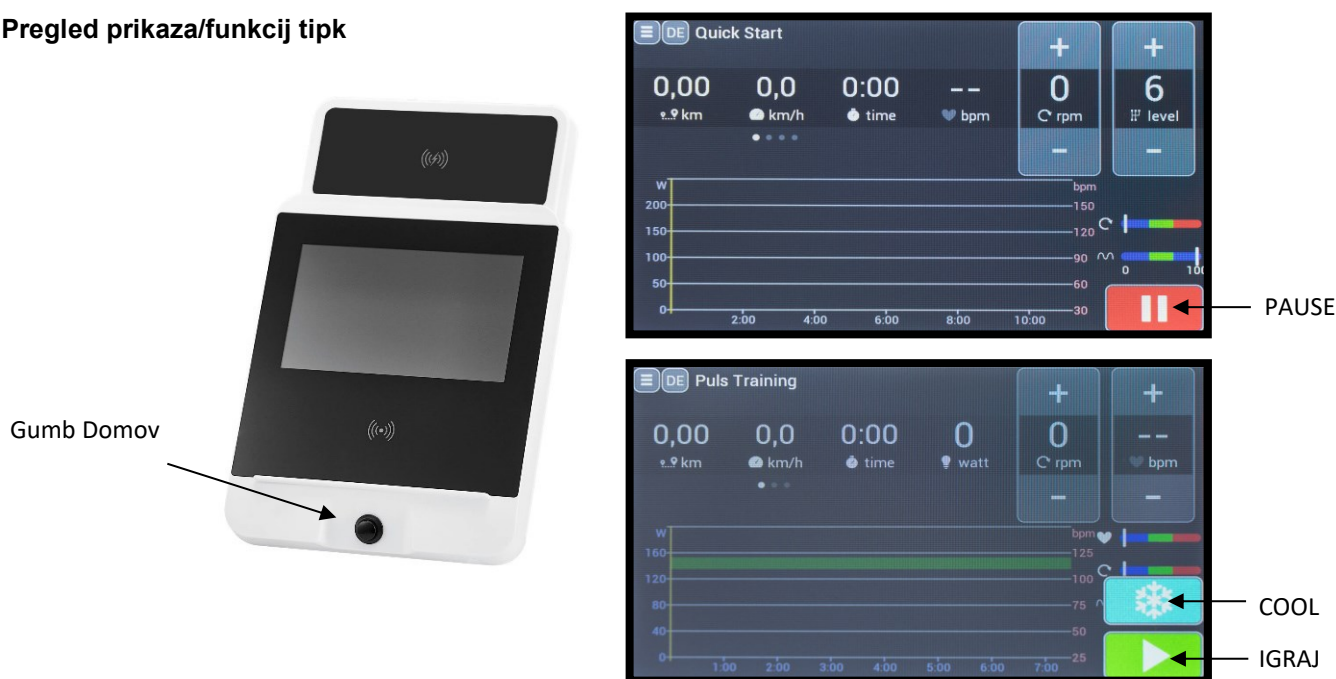 Pregled prikaza/funkcij tipk
DE Quick Start
+ +
0,00 0,0 0:00 -- 0 6
km km/h time bpm rpm level
- -
W bpm
200 150
150 120
100 90
0 100
50 60
0 30
2:00 4:00 6:00 8:00 10:00
PAUSE
DE Puls Training
+ +
0,00 0,0 0:00 0 0 --
km km/h time watt rpm bpm
- -
W bpm
160 125
120 100
80 75
40 50
0 25
1:00 2:00 3:00 4:00 5:00 6:00 7:00
Gumb Domov
COOL
IGRAJ